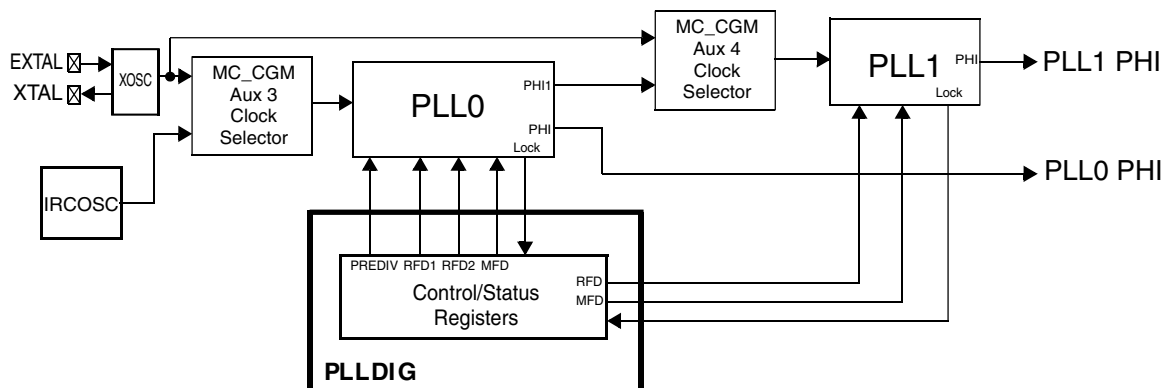 EXTAL
XTAL
XOSC
IRCOSC
MC_CGM
Aux 3
Clock
Selector
PLL0
PHI1
PHI
Lock
MC_CGM
Aux 4
Clock
Selector
PLL1
PHI
Lock
PLL1 PHI
PLL0 PHI
PREDIV RFD1 RFD2 MFD
RFD
MFD
Control/Status
Registers
PLLDIG